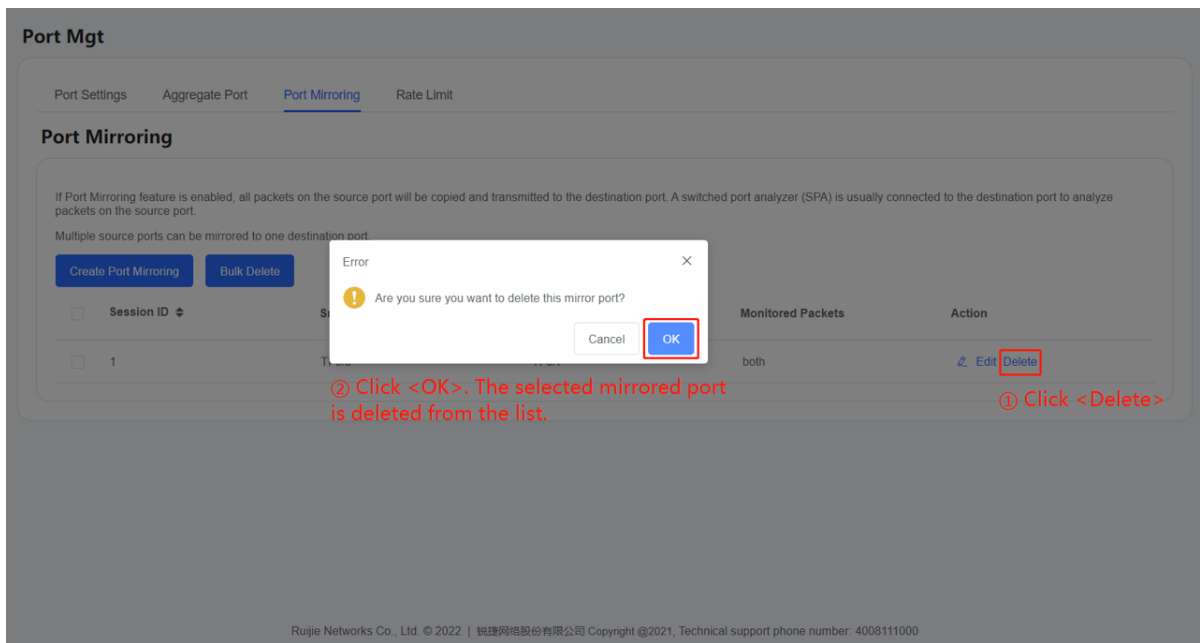 Port Mgt
Port Settings Aggregate Port Port Mirroring Rate Limit
Port Mirroring
If Port Mirroring feature is enabled, all packets on the source port will be copied and transmitted to the destination port. A switched port analyzer (SPA) is usually connected to the destination port to analyze
packets on the source port.
Multiple source ports can be mirrored to one destination port.
Create Port Mirroring Bulk Delete
Error
Are you sure you want to delete this mirror port?
Cancel OK
Session ID Monitored Packets Action
1 both Edit Delete
② Click <OK>. The selected mirrored port
is deleted from the list.
① Click <Delete>
Ruijie Networks Co., Ltd. © 2022 | 锐捷网络股份有限公司 Copyright @2021, Technical support phone number: 4008111000